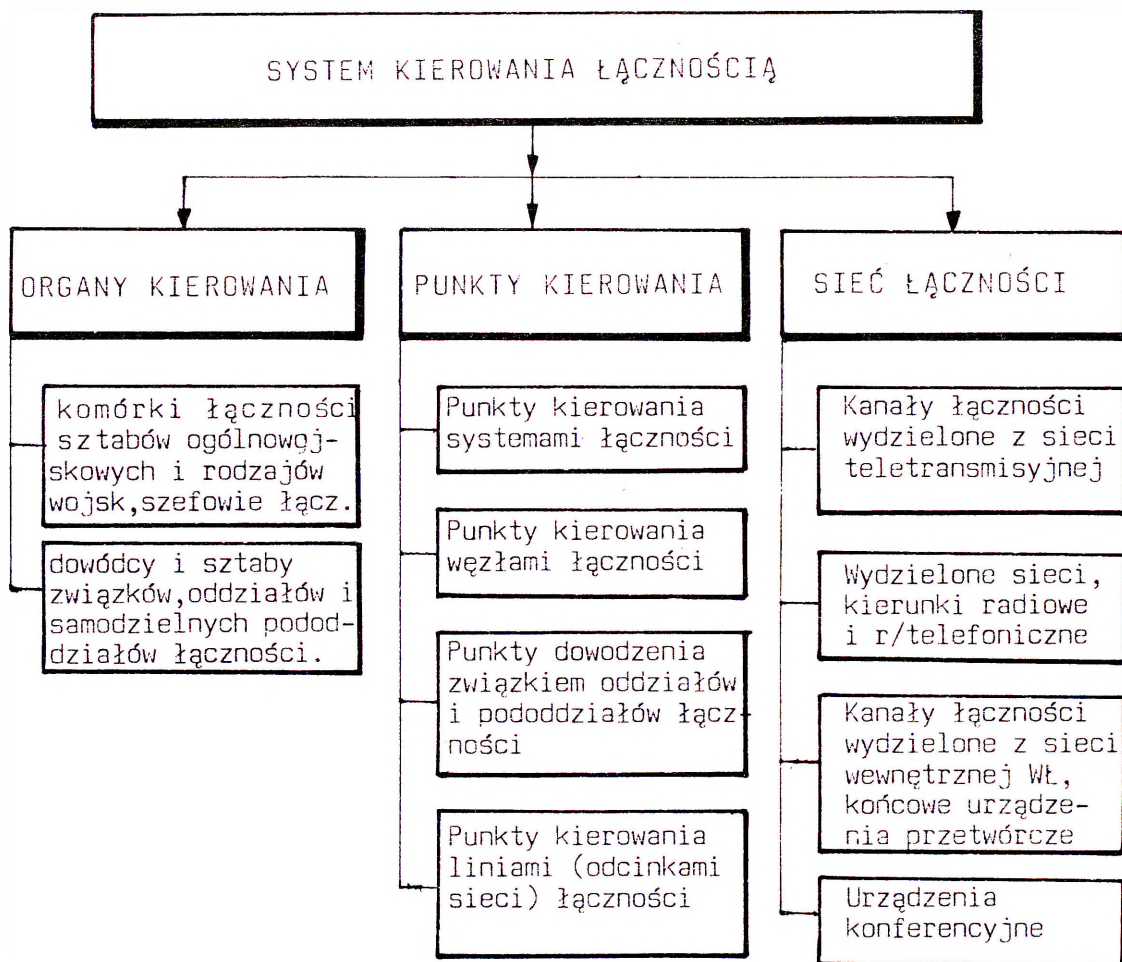 SYSTEM KIEROWANIA ŁĄCZNOŚCIĄ
ORGANY KIEROWANIA
komórki łączności
sztabów ogólnowoj-
skowych i rodzajów
wojsk,szefowie łącz.
dowódcy i sztaby
związków,oddziałów i
samodzielnych podod-
działów łączności.
PUNKTY KIEROWANIA
Punkty kierowania
systemami łączności
Punkty kierowania
węzłami łączności
Punkty dowodzenia
związkiem oddziałów
i pododdziałów łącz-
ności
Punkty kierowania
liniami (odcinkami
sieci) łączności
SIEĆ ŁĄCZNOŚCI
Kanały łączności
wydzielone z sieci
teletransmisyjnej
Wydzielone sieci,
kierunki radiowe
i r/telefoniczne
Kanały łączności
wydzielone z sieci
wewnętrznej WŁ,
końcowe urządze-
nia przetwórcze
Urządzenia
konferencyjne